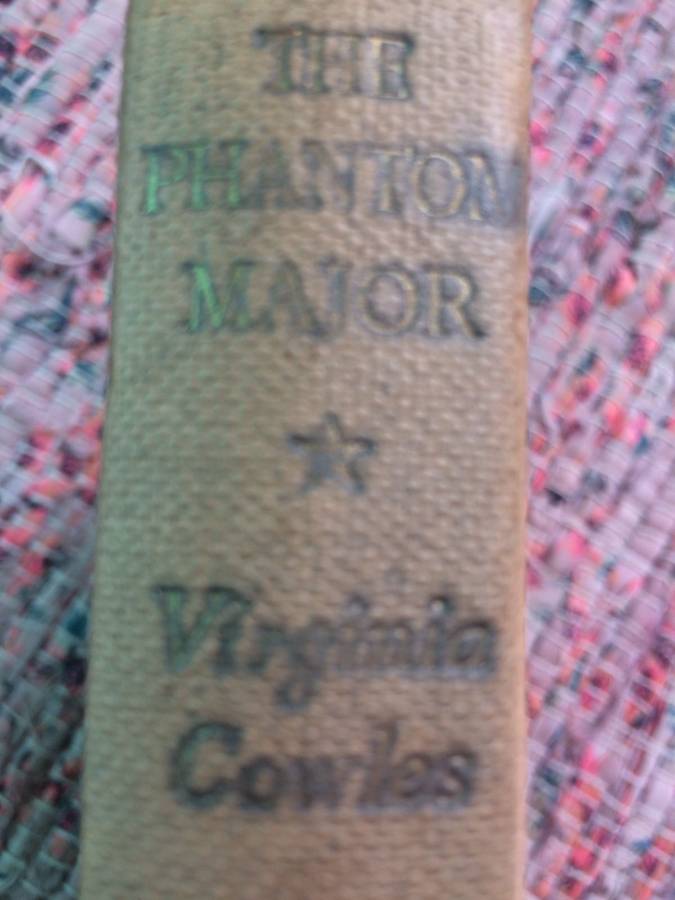 THE
PHANTOM
MAJOR
Virginia
Cowles